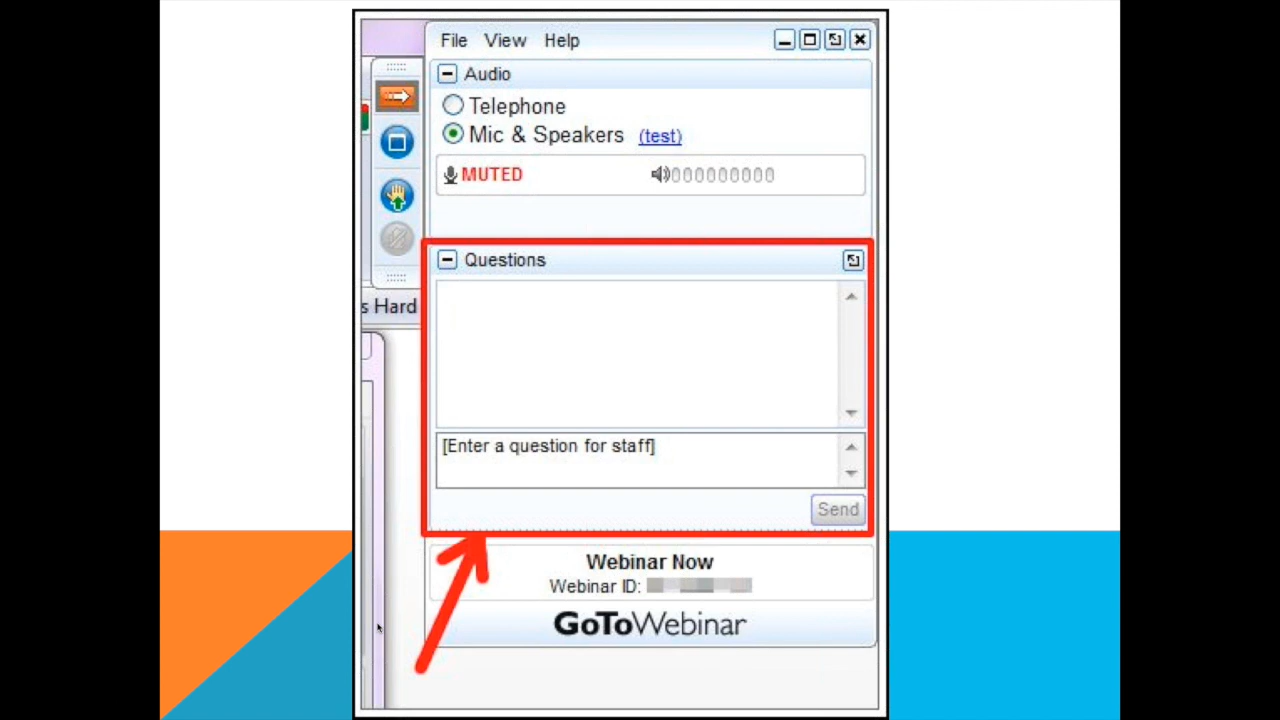 File View Help
Audio
Telephone
Mic & Speakers (test)
MUTED
Questions
s Hard
[Enter a question for staff]
Send
Webinar Now
Webinar ID:
GoToWebinar